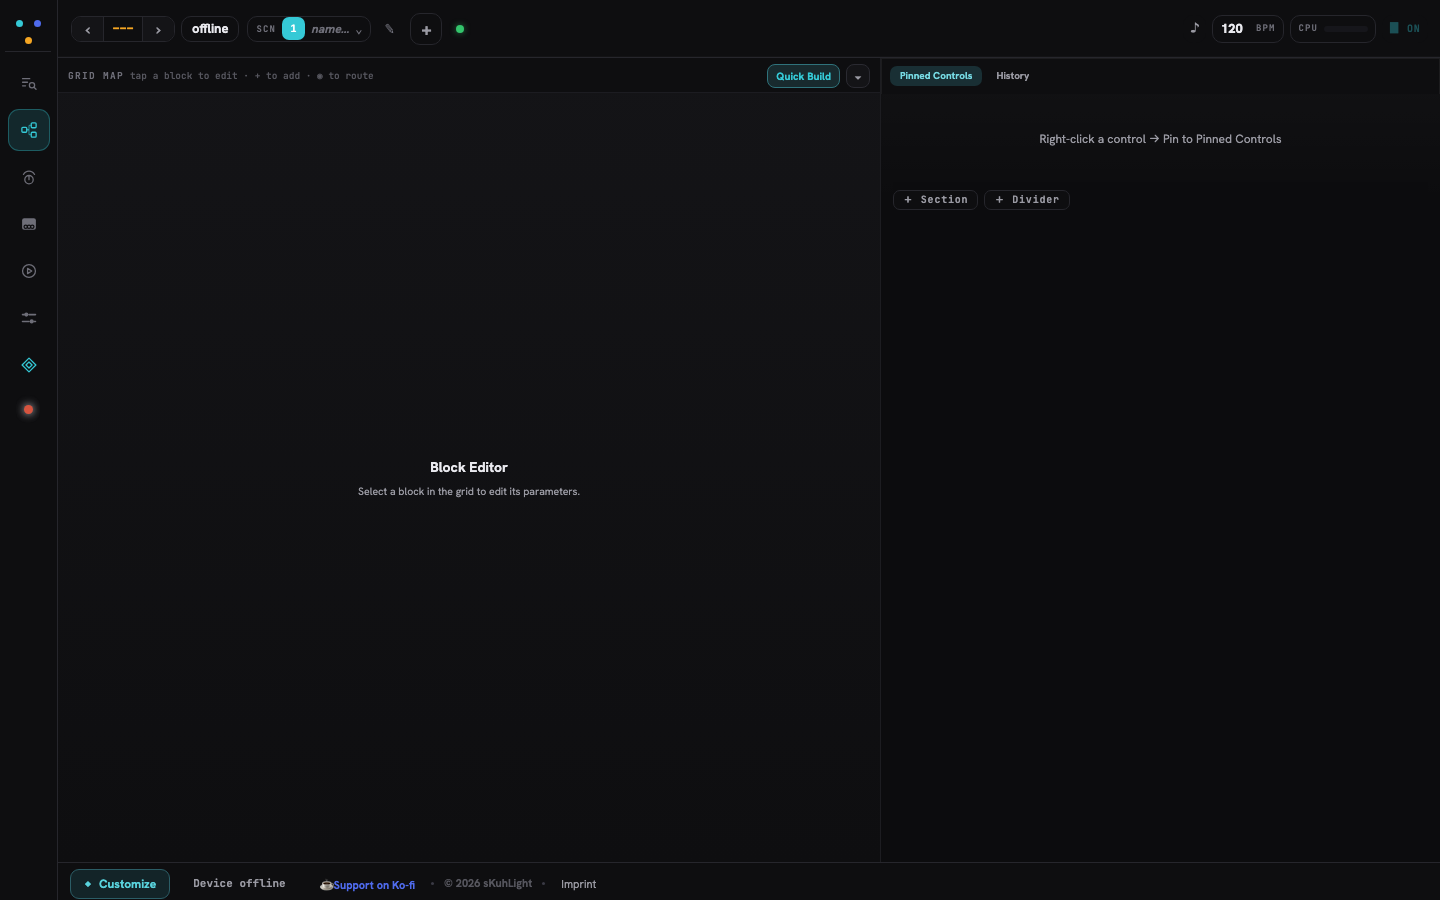 offline
SCN 1 name...
120 BPM
CPU
ON
GRID MAP tap a block to edit · + to add · ● to route
Quick Build
Pinned Controls
History
Right-click a control → Pin to Pinned Controls
+ Section
+ Divider
Block Editor
Select a block in the grid to edit its parameters.
Customize
Device offline
Support on Ko-fi
© 2026 sKuhLight
Imprint